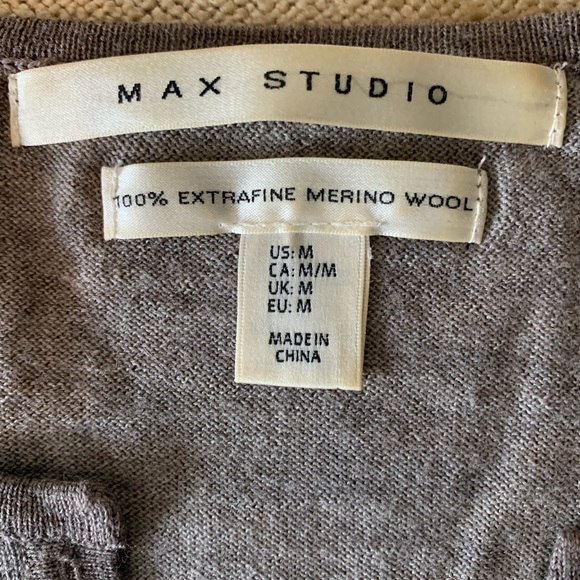 MAX STUDIO
100% EXTRAFINE MERINO WOOL
US: M
CA: M/M
UK: M
EU: M
MADE IN
CHINA